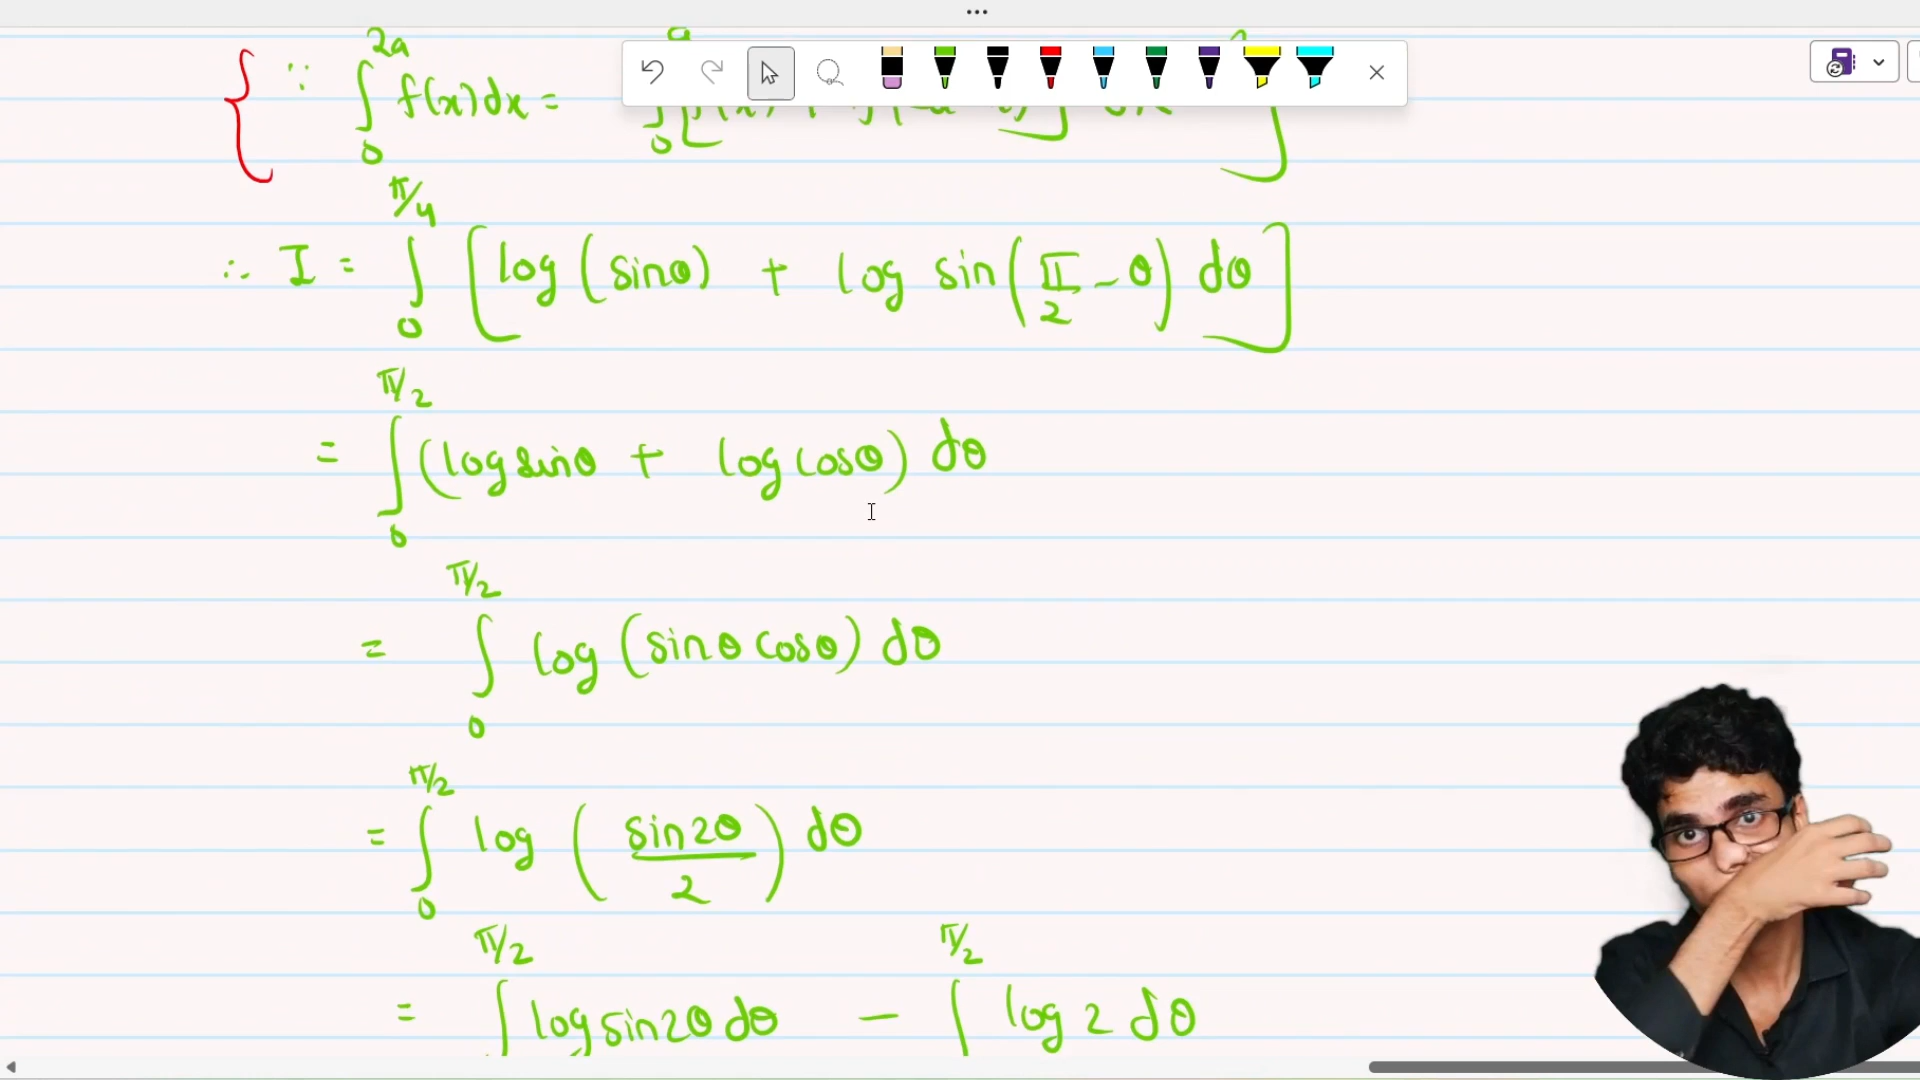 ∵ ∫₀^2a f(x)dx =
∴ I = ∫₀^π/4 [log (sinθ) + log sin(π/2 - θ) dθ]
= ∫₀^π/2 (log sinθ + log cosθ) dθ
= ∫₀^π/2 log (sinθ cosθ) dθ
= ∫₀^π/2 log (sin2θ/2) dθ
= ∫^π/2 log sin2θ dθ - ∫^π/2 log 2 dθ